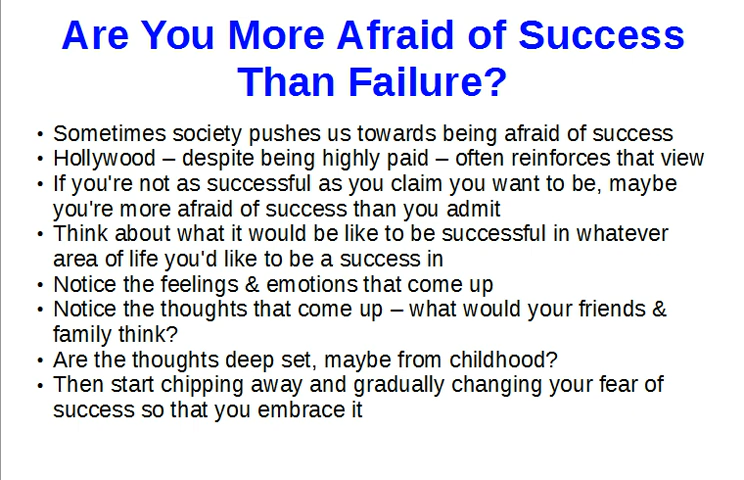 Are You More Afraid of Success
Than Failure?
• Sometimes society pushes us towards being afraid of success
• Hollywood – despite being highly paid – often reinforces that view
• If you're not as successful as you claim you want to be, maybe
you're more afraid of success than you admit
• Think about what it would be like to be successful in whatever
area of life you'd like to be a success in
• Notice the feelings & emotions that come up
• Notice the thoughts that come up – what would your friends &
family think?
• Are the thoughts deep set, maybe from childhood?
• Then start chipping away and gradually changing your fear of
success so that you embrace it